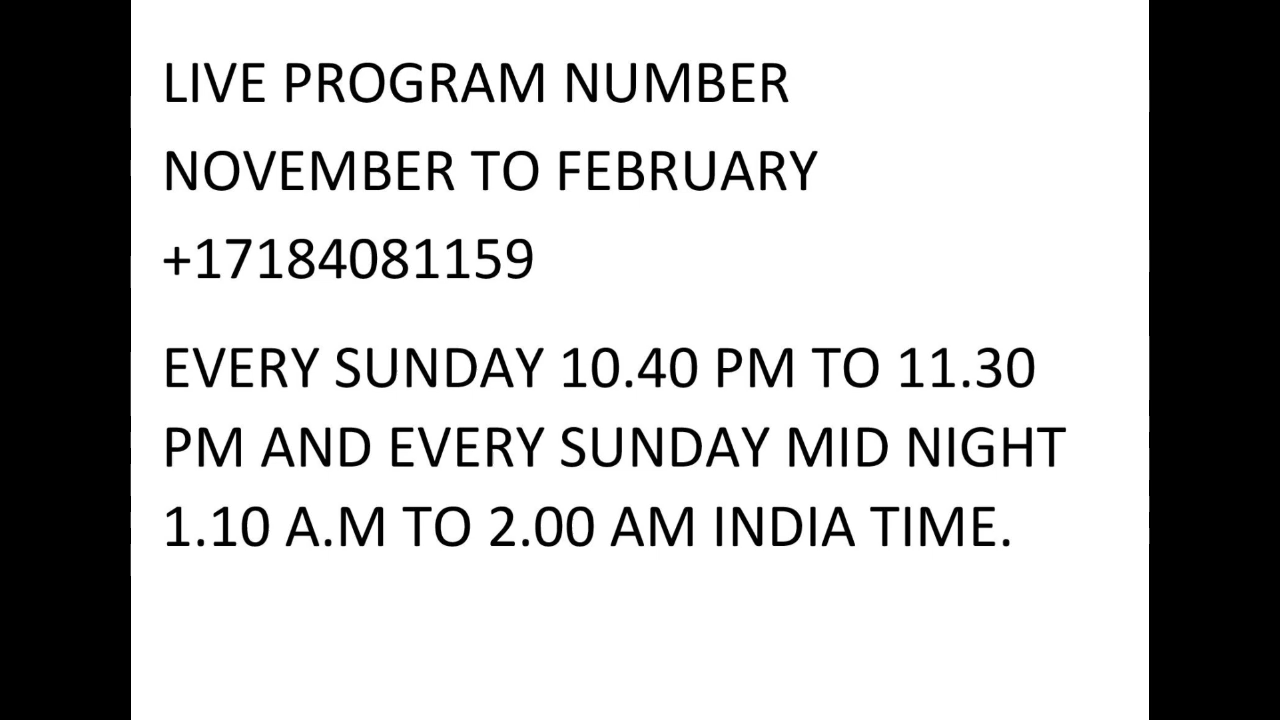 LIVE PROGRAM NUMBER
NOVEMBER TO FEBRUARY
+17184081159
EVERY SUNDAY 10.40 PM TO 11.30
PM AND EVERY SUNDAY MID NIGHT
1.10 A.M TO 2.00 AM INDIA TIME.